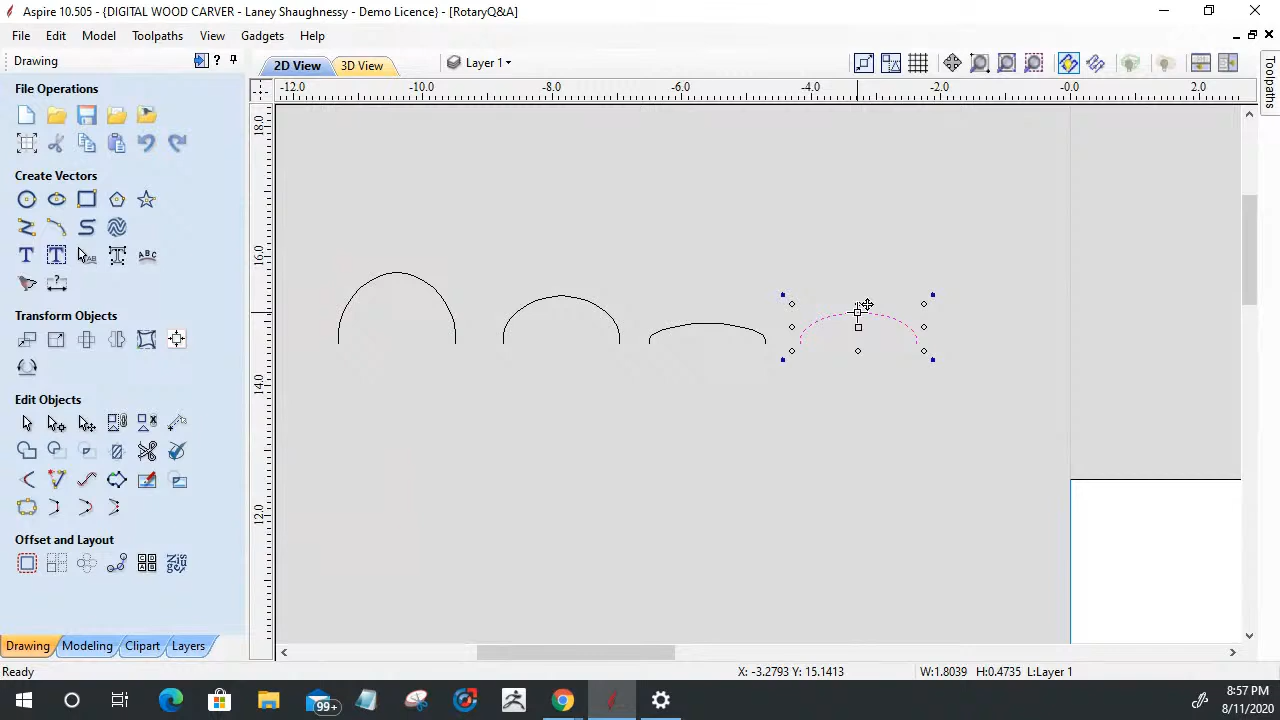 Aspire 10.505 - {DIGITAL WOOD CARVER - Laney Shaughnessy - Demo Licence} - [RotaryQ&A]
File Edit Model Toolpaths View Gadgets Help
Drawing
2D View 3D View Layer 1
File Operations
-12.0 -10.0 -8.0 -6.0 -4.0 -2.0 -0.0 2.0
18.0
16.0
14.0
12.0
Toolpaths
Create Vectors
Transform Objects
Edit Objects
Offset and Layout
Drawing Modeling Clipart Layers
Ready
X: -3.2793 Y: 15.1413
W:1.8039 H:0.4735 L:Layer 1
99+
8:57 PM
8/11/2020